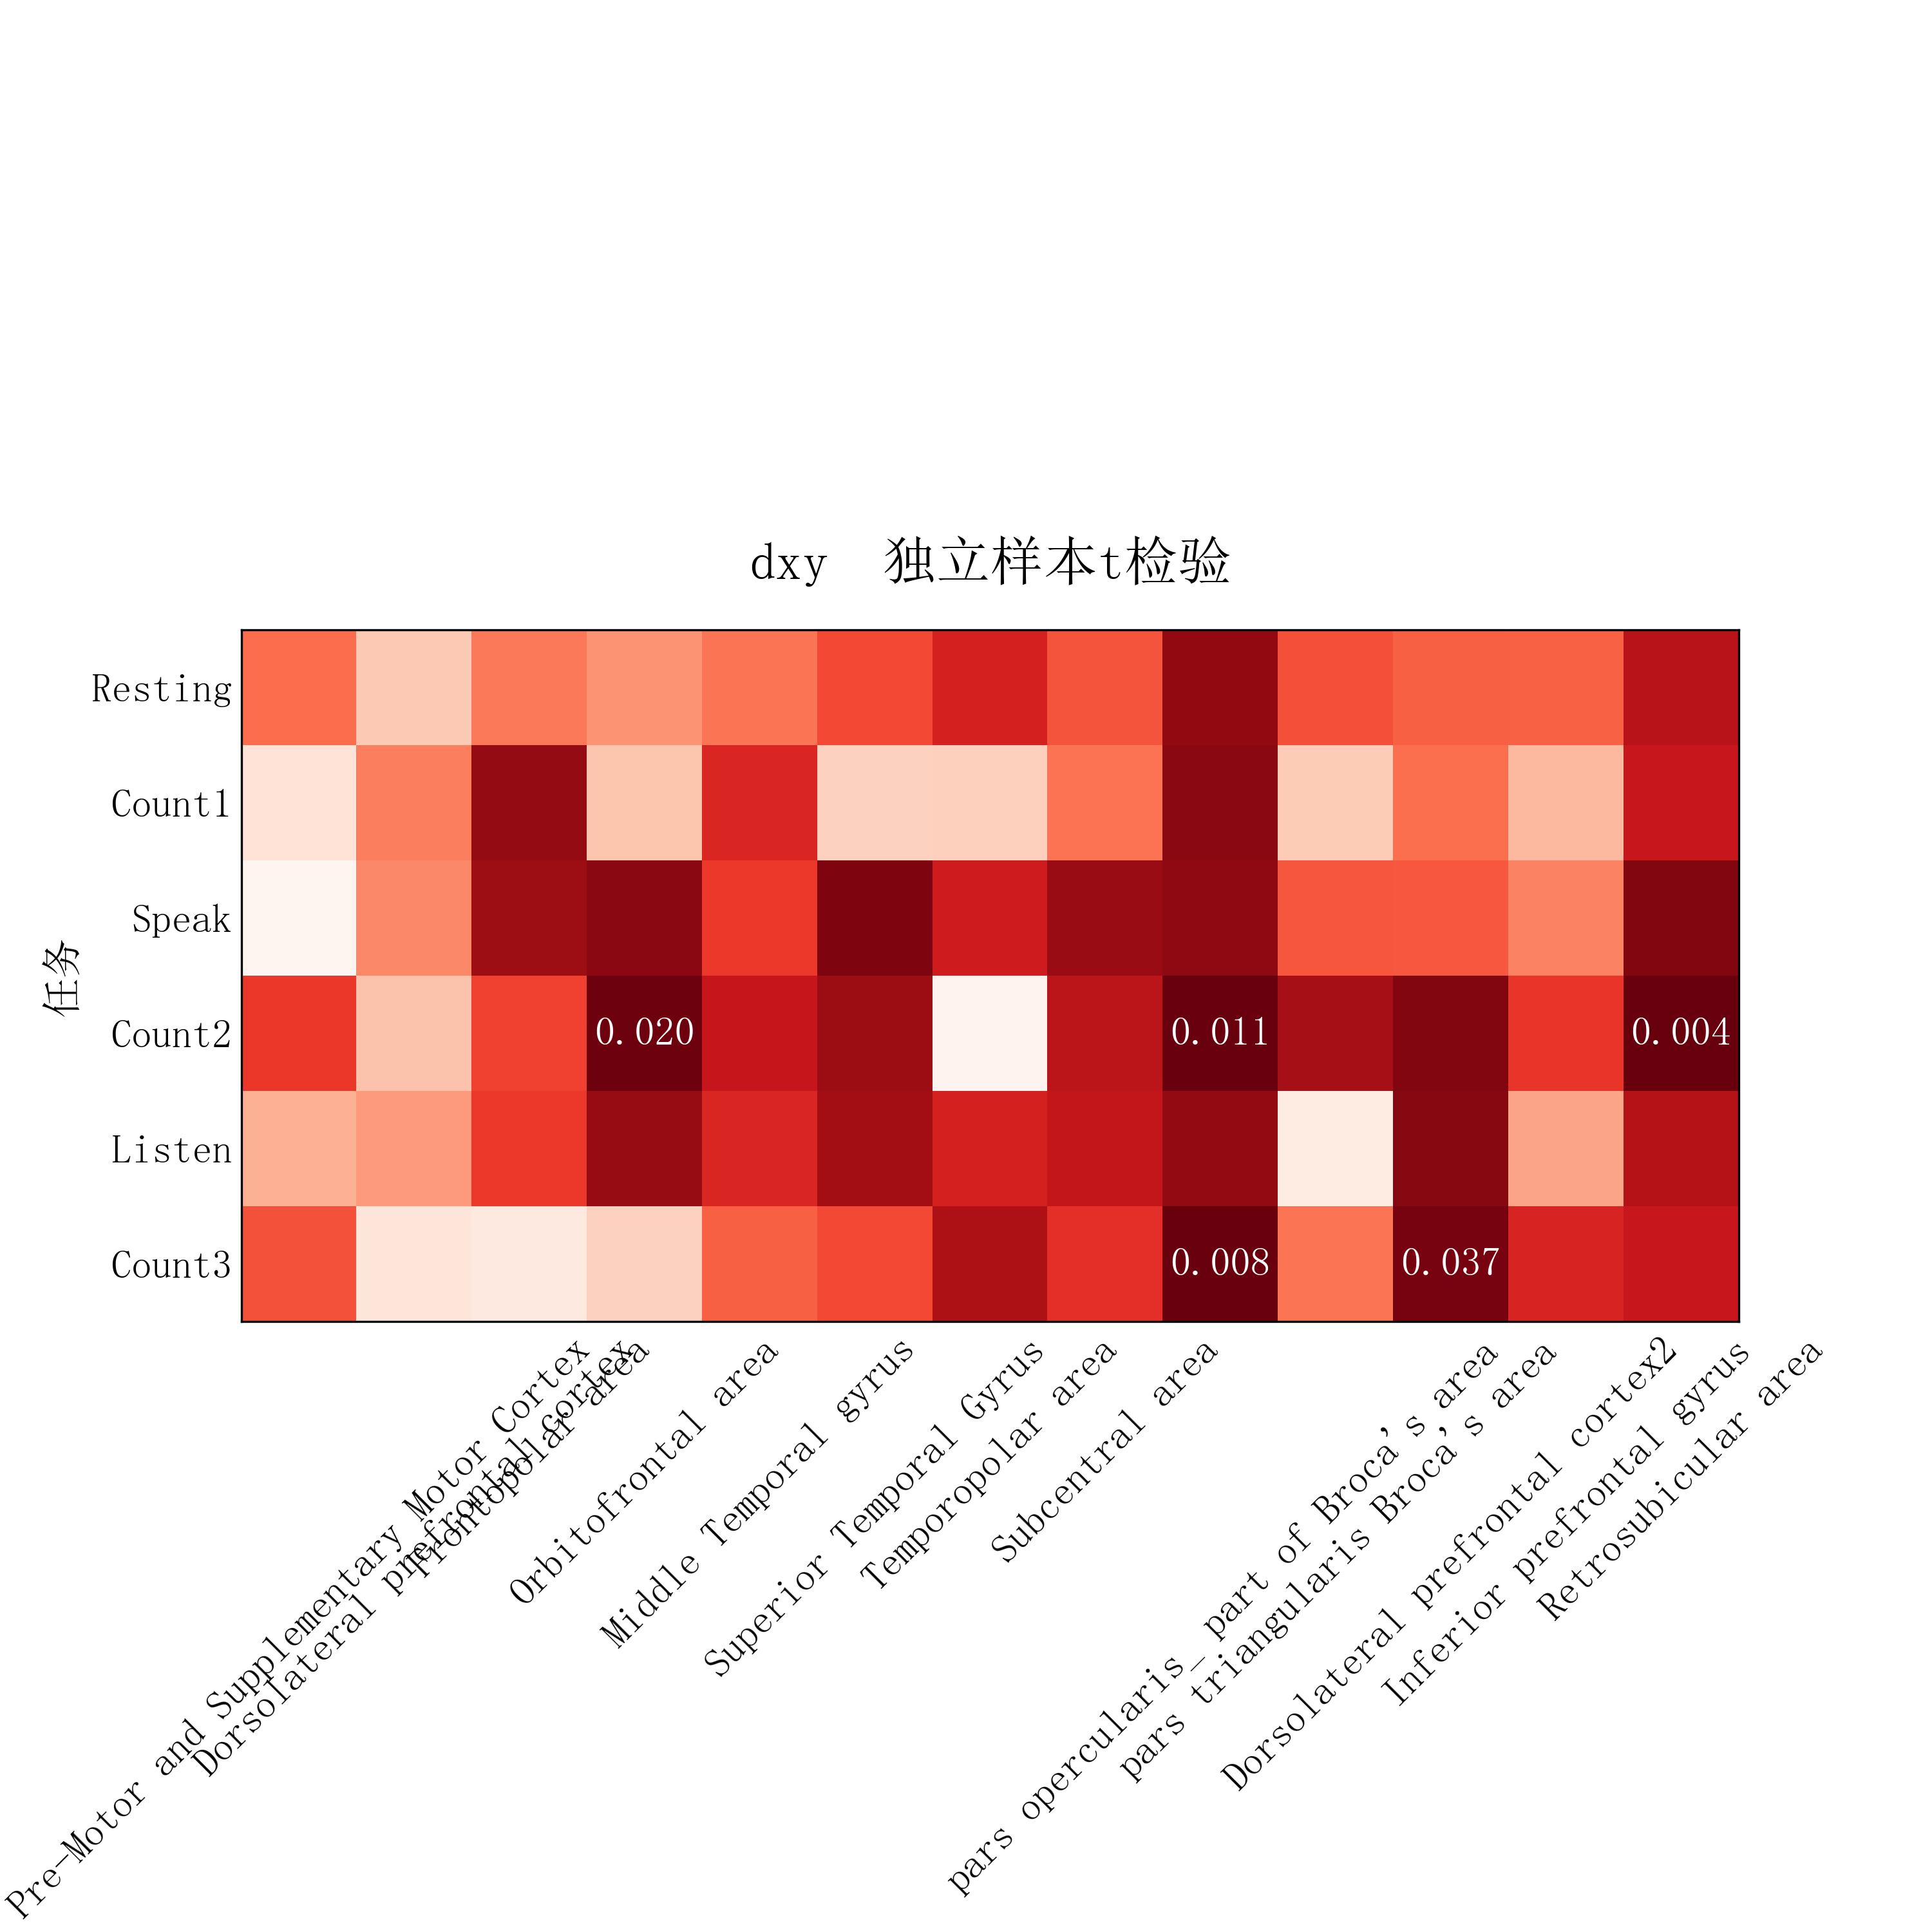 dxy  独立样本t检验
任务
Resting
Count1
Speak
Count2
0.020
0.011
0.004
Listen
Count3
0.008
0.037
Pre-Motor and Supplementary Motor Cortex
Dorsolateral prefrontal cortex
Frontopolar area
Orbitofrontal area
Middle Temporal gyrus
Superior Temporal Gyrus
Temporopolar area
Subcentral area
pars opercularis_ part of Broca's area
pars triangularis Broca's area
Dorsolateral prefrontal cortex2
Inferior prefrontal gyrus
Retrosubicular area